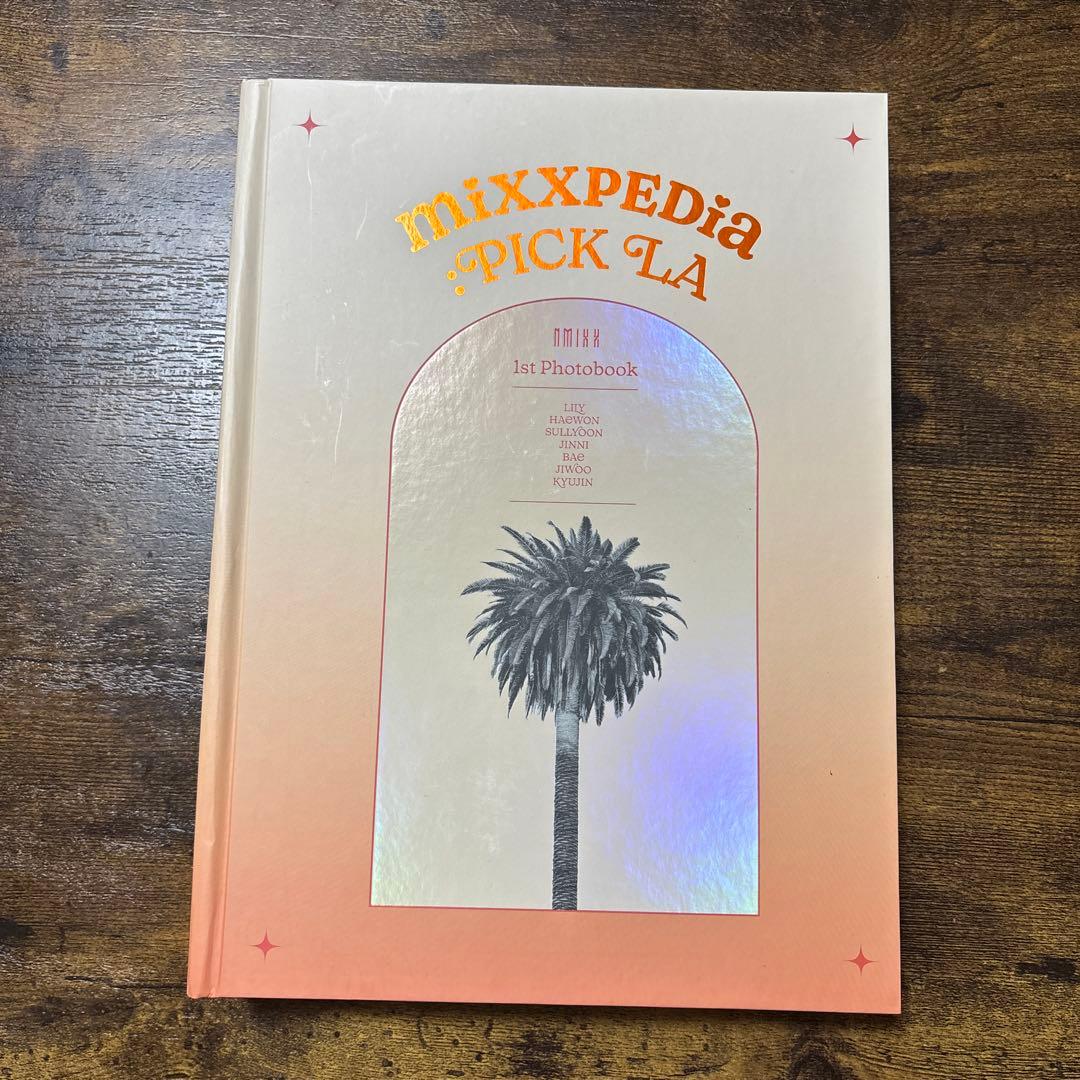 mixxpedia
:PICK LA
NMIXX
1st Photobook
LILY
HAeWON
SULLYOON
JINNI
BAe
JIWOO
KYUJIN